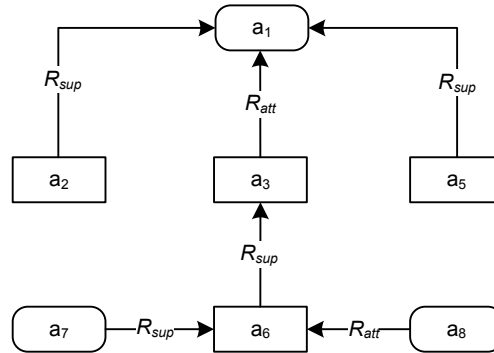 a₁
R_sup
R_att
R_sup
a₂
a₃
a₅
R_sup
a₇
R_sup
a₆
R_att
a₈